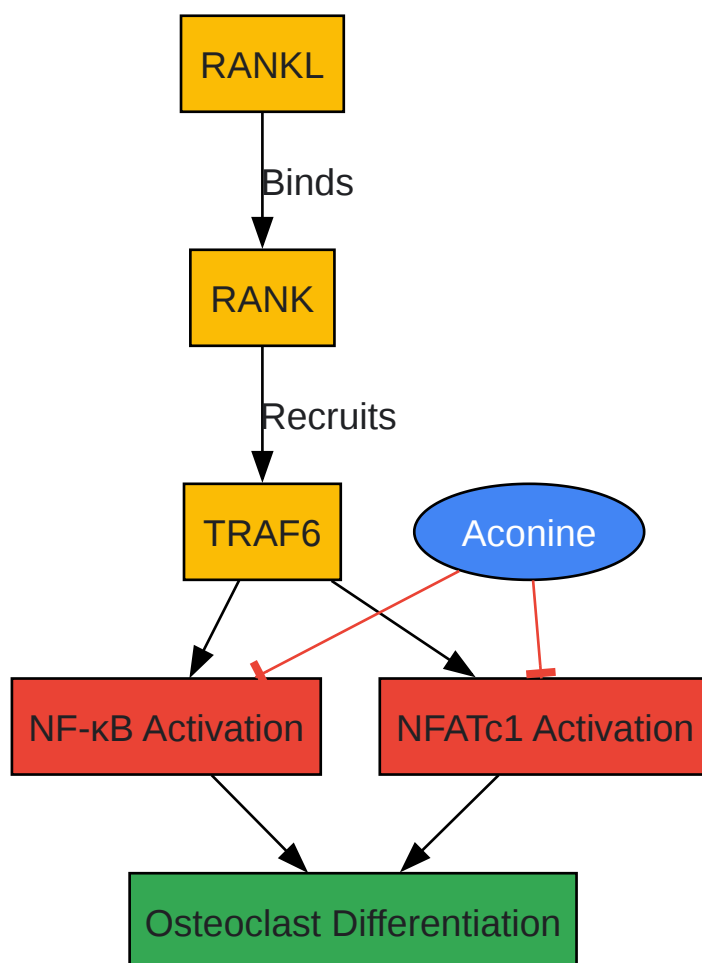 RANKL
Binds
RANK
Recruits
TRAF6
Aconine
NF-κB Activation
NFATc1 Activation
Osteoclast Differentiation